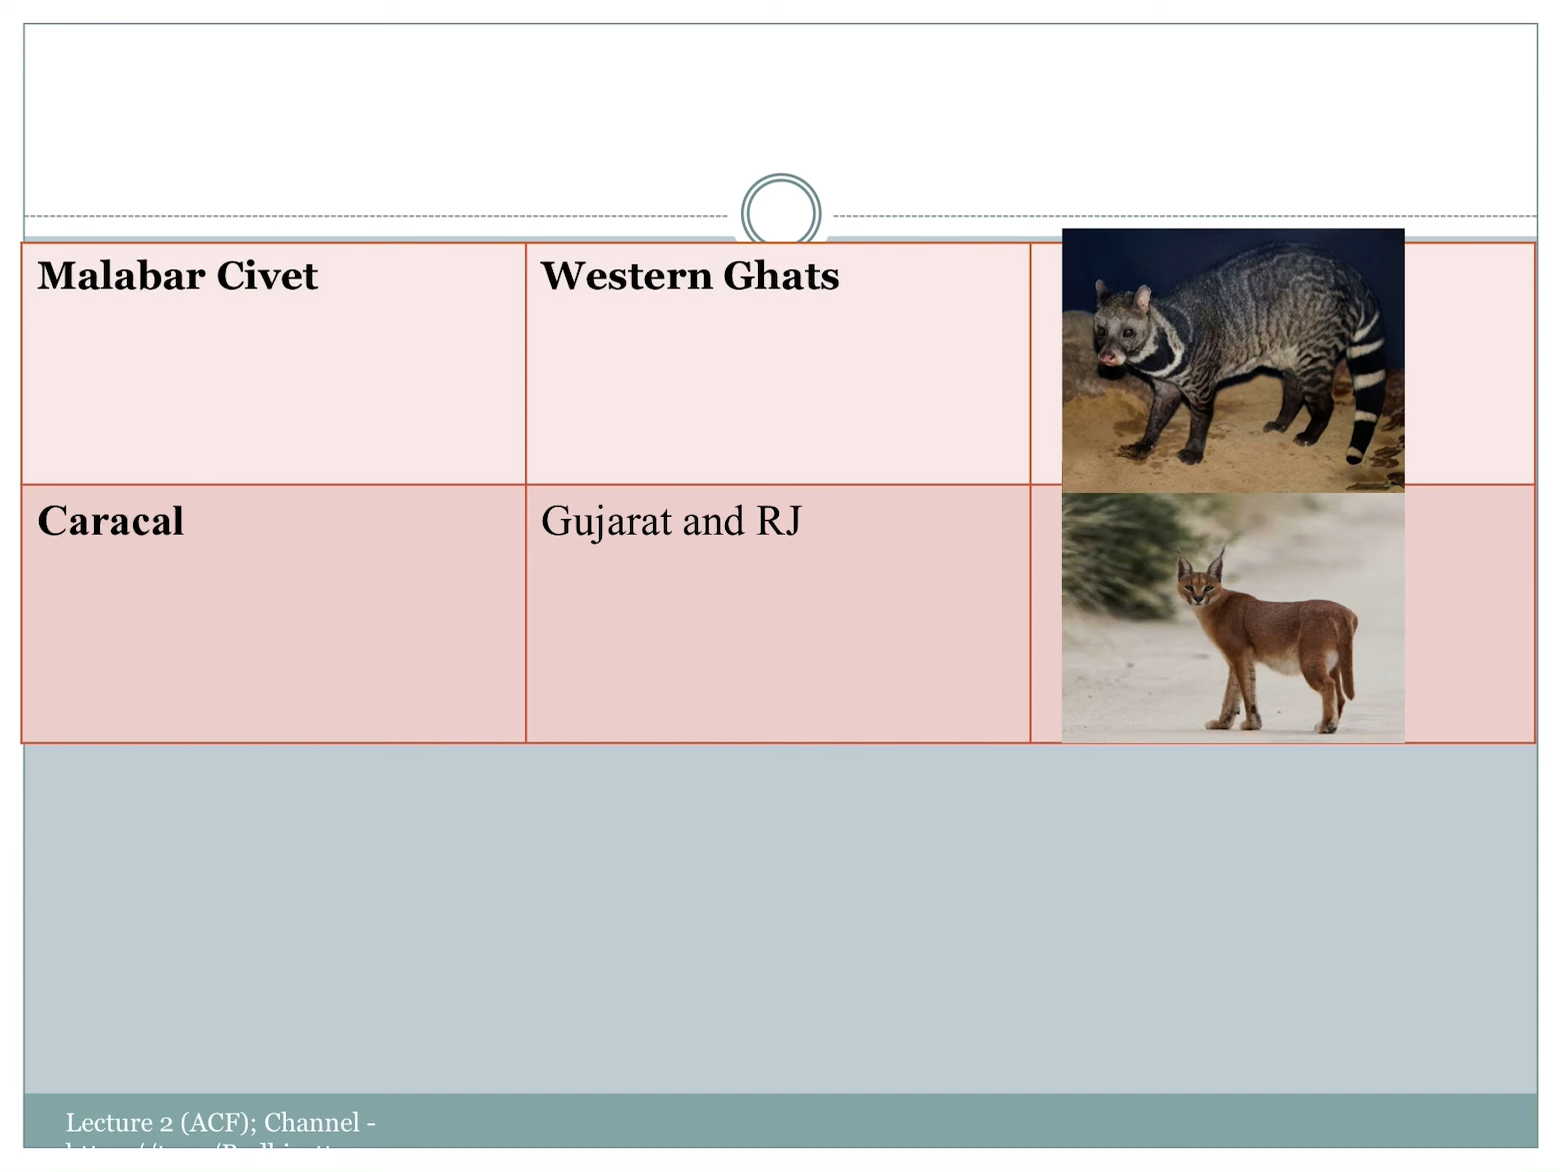 Malabar Civet
Western Ghats
Caracal
Gujarat and RJ
Lecture 2 (ACF); Channel -